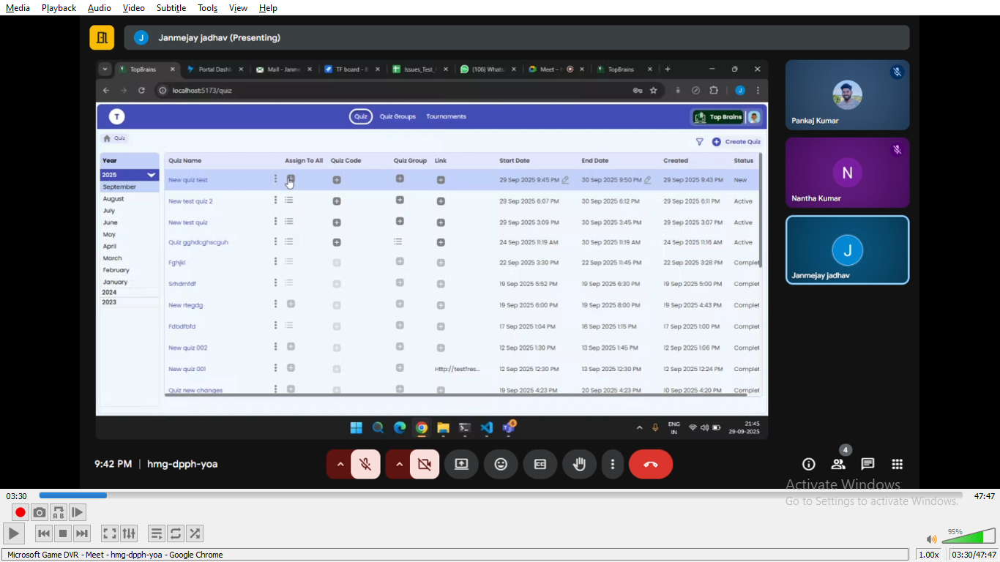 Media Playback Audio Video Subtitle Tools View Help
J Janmejay jadhav (Presenting)
TopBrains Portal Dashb Mail - Janme TF board - B Issues_Test_ (106) Whats Meet – TopBrains
localhost:5173/quiz
T Quiz Quiz Groups Tournaments Top Brains
Quiz
Create Quiz
Year
2025
September
August
July
June
May
April
March
February
January
2024
2023
Quiz Name Assign To All Quiz Code Quiz Group Link Start Date End Date Created Status
New quiz test 29 Sep 2025 9:45 PM 30 Sep 2025 9:50 PM 29 Sep 2025 9:43 PM New
New test quiz 2 29 Sep 2025 6:07 PM 30 Sep 2025 6:12 PM 29 Sep 2025 6:11 PM Active
New test quiz 29 Sep 2025 3:09 PM 30 Sep 2025 3:45 PM 29 Sep 2025 3:07 PM Active
Quiz gghdcghscguh 24 Sep 2025 11:19 AM 30 Sep 2025 11:19 AM 24 Sep 2025 11:16 AM Active
Fghjkl 22 Sep 2025 3:30 PM 22 Sep 2025 11:45 PM 22 Sep 2025 3:28 PM Complet
Srhdmfdf 19 Sep 2025 5:52 PM 19 Sep 2025 6:30 PM 19 Sep 2025 5:00 PM Complet
New rtegdg 19 Sep 2025 6:00 PM 19 Sep 2025 8:00 PM 19 Sep 2025 4:43 PM Complet
Fdbdfbfd 17 Sep 2025 1:04 PM 18 Sep 2025 1:15 PM 17 Sep 2025 1:00 PM Complet
New quiz 002 12 Sep 2025 1:30 PM 13 Sep 2025 1:45 PM 12 Sep 2025 1:06 PM Complet
New quiz 001 Http://testfres... 12 Sep 2025 12:30 PM 13 Sep 2025 12:30 PM 12 Sep 2025 12:24 PM Complet
Quiz new changes 19 Sep 2025 4:23 PM 20 Sep 2025 4:23 PM 10 Sep 2025 4:20 PM Complet
6
ENG
IN
21:45
29-09-2025
Pankaj Kumar
N
Nantha Kumar
J
Janmejay jadhav
9:42 PM | hmg-dpph-yoa
4
Activate Windows
Go to Settings to activate Windows.
03:30 47:47
A B
95%
Microsoft Game DVR - Meet - hmg-dpph-yoa - Google Chrome 1.00x 03:30/47:47